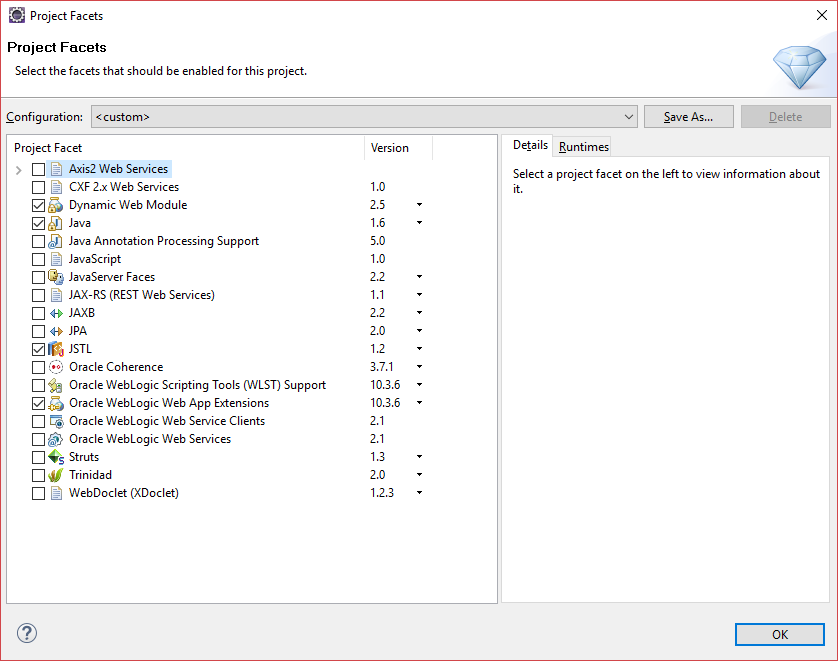 Project Facets
Project Facets
Select the facets that should be enabled for this project.
Configuration: <custom> Save As... Delete
Project Facet Version
Axis2 Web Services
CXF 2.x Web Services 1.0
Dynamic Web Module 2.5
Java 1.6
Java Annotation Processing Support 5.0
JavaScript 1.0
JavaServer Faces 2.2
JAX-RS (REST Web Services) 1.1
JAXB 2.2
JPA 2.0
JSTL 1.2
Oracle Coherence 3.7.1
Oracle WebLogic Scripting Tools (WLST) Support 10.3.6
Oracle WebLogic Web App Extensions 10.3.6
Oracle WebLogic Web Service Clients 2.1
Oracle WebLogic Web Services 2.1
Struts 1.3
Trinidad 2.0
WebDoclet (XDoclet) 1.2.3
Details Runtimes
Select a project facet on the left to view information about
it.
?
OK